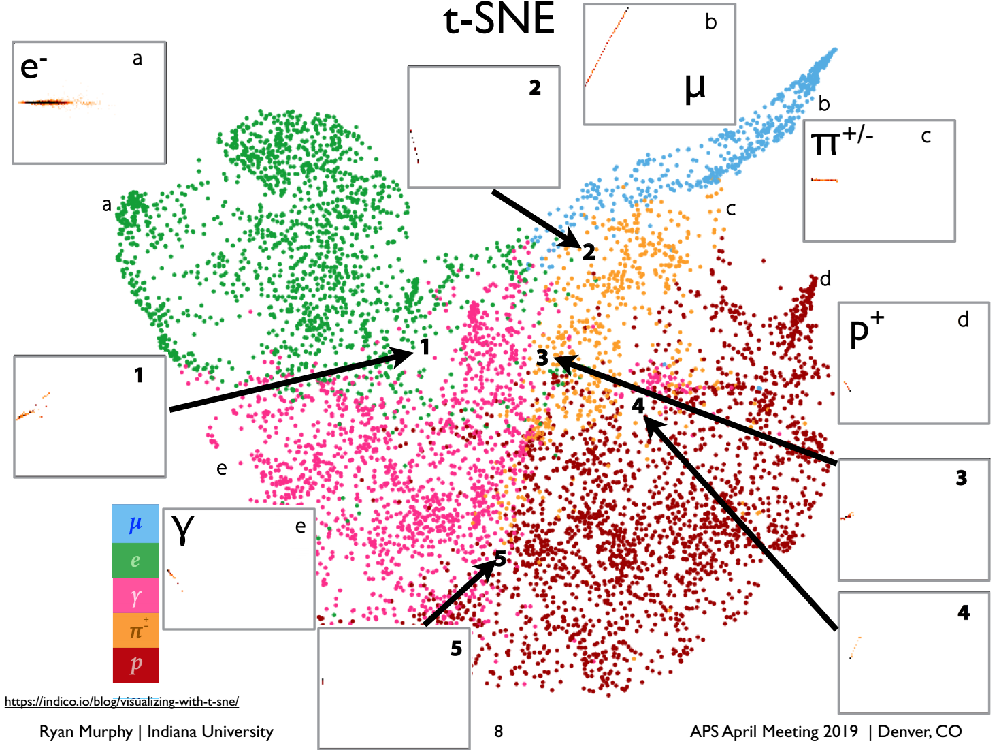 t-SNE
e- a
2
b
μ
b
π+/- c
a
c
2
d
p+ d
1
3
1
4
3
e
γ e
4
5
5
μ
e
γ
π+-
p
https://indico.io/blog/visualizing-with-t-sne/
Ryan Murphy | Indiana University
8
APS April Meeting 2019 | Denver, CO